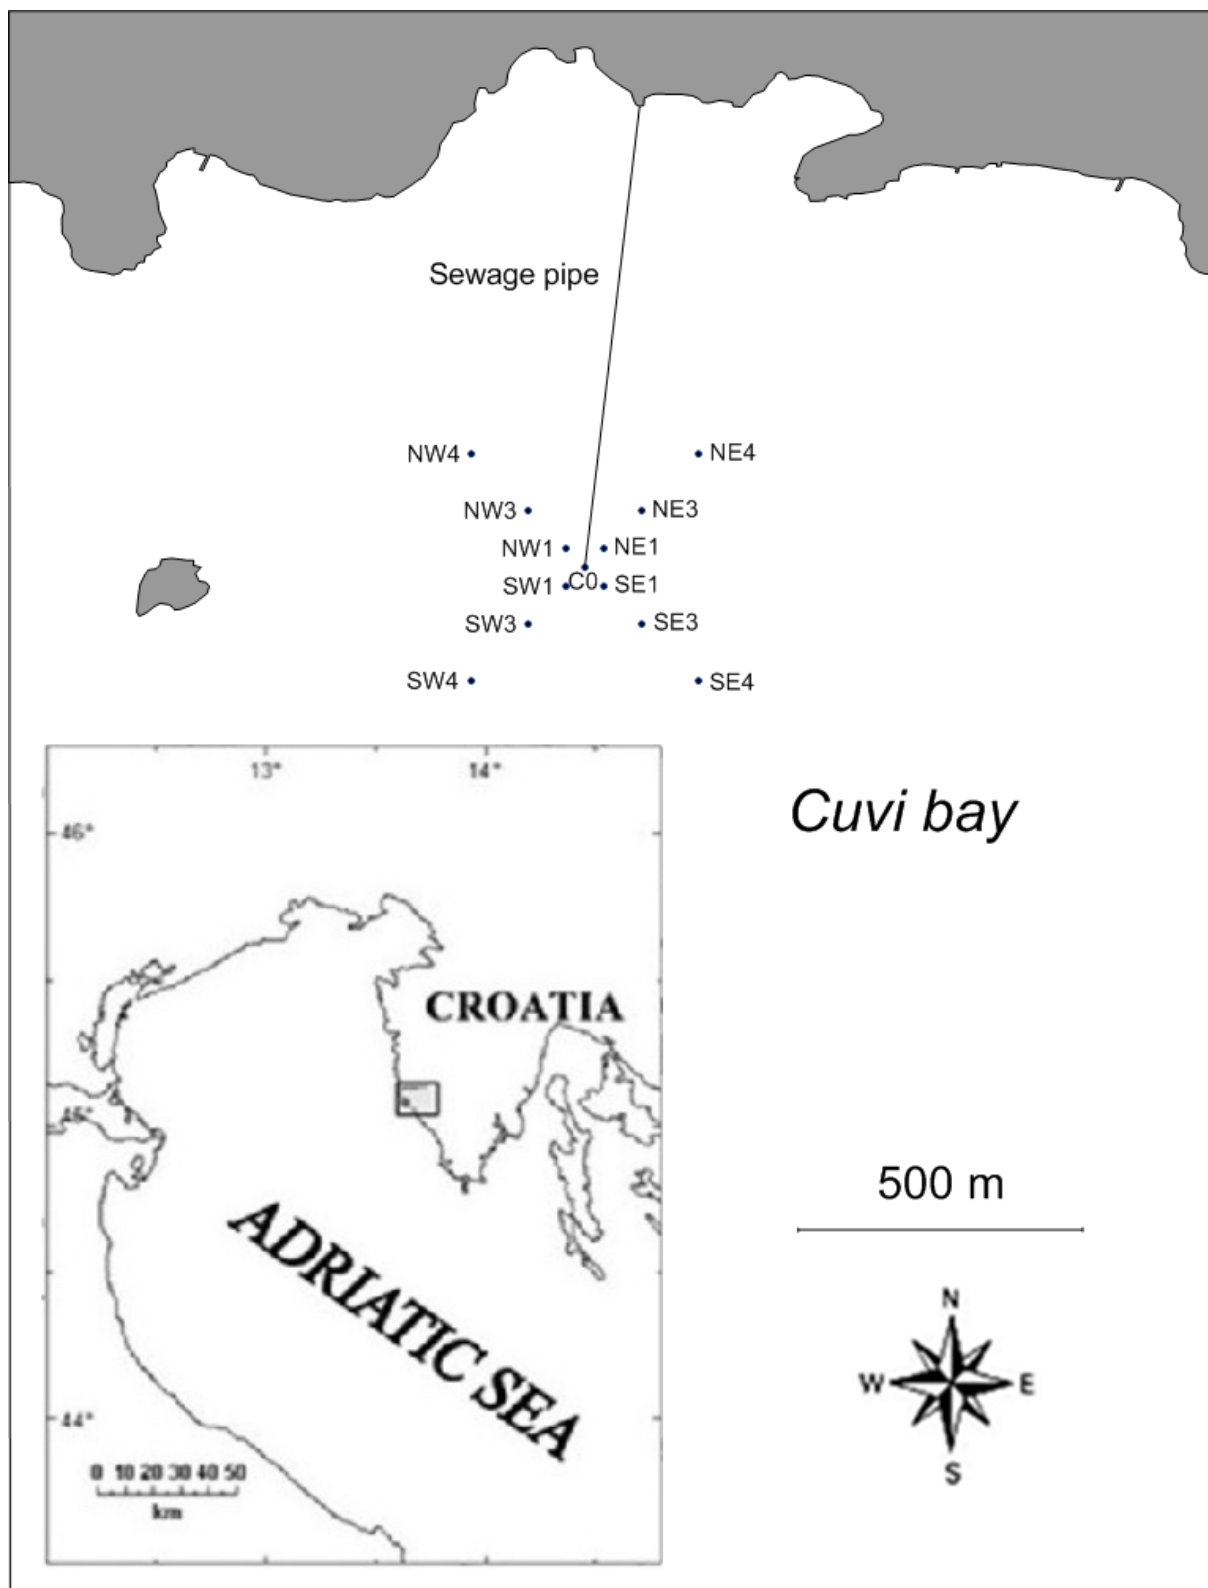 Sewage pipe
NW4
NE4
NW3
NE3
NW1
NE1
C0
SW1
SE1
SW3
SE3
SW4
SE4
Cuvi bay
13°
14°
46°
CROATIA
45°
ADRIATIC SEA
44°
0 10 20 30 40 50
km
500 m
N
W
E
S